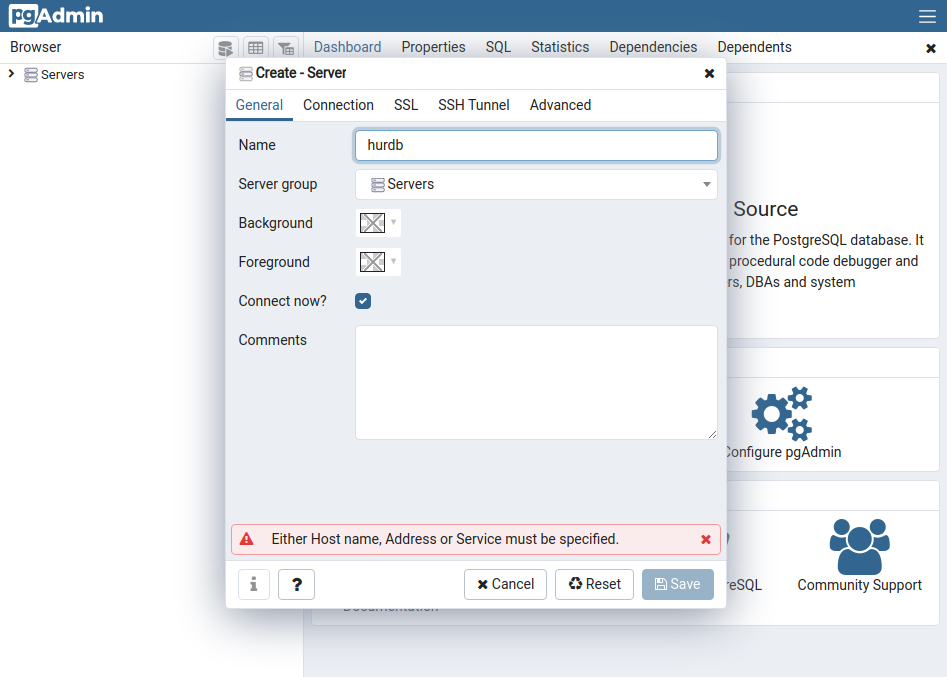 pgAdmin
Browser
Dashboard Properties SQL Statistics Dependencies Dependents
Servers
Create - Server
General Connection SSL SSH Tunnel Advanced
Name hurdb
Server group Servers
Background
Foreground
Connect now?
Comments
Source
for the PostgreSQL database. It
procedural code debugger and
rs, DBAs and system
Configure pgAdmin
Either Host name, Address or Service must be specified.
i ? Cancel Reset Save
reSQL Community Support
Documentation